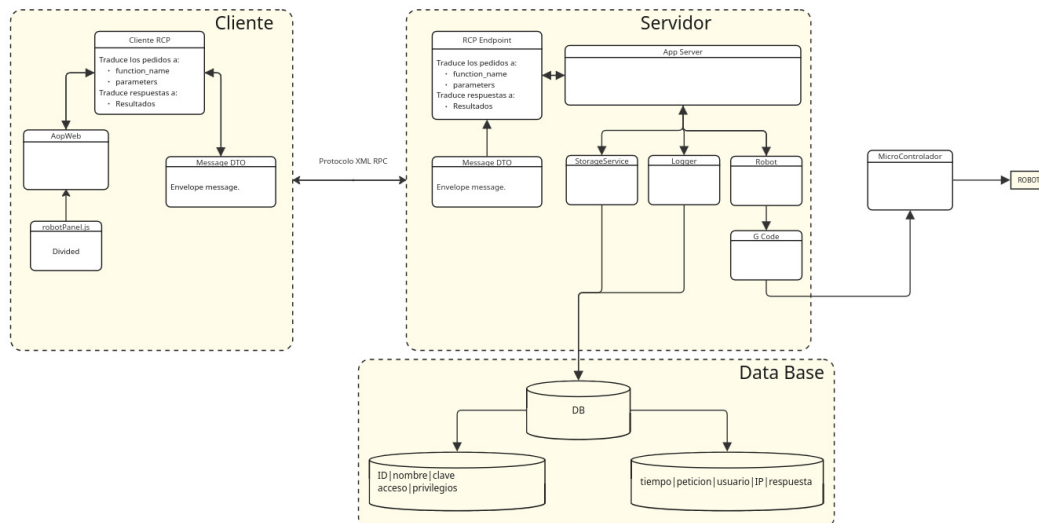 Cliente
Cliente RCP
Traduce los pedidos a:
· function_name
· parameters
Traduce respuestas a:
· Resultados
AopWeb
Message DTO
Envelope message.
robotPanel.js
Divided
Protocolo XML RPC
Servidor
RCP Endpoint
Traduce los pedidos a:
· function_name
· parameters
Traduce respuestas a:
· Resultados
App Server
Message DTO
Envelope message.
StorageService
Logger
Robot
G Code
MicroControlador
ROBOT
Data Base
DB
ID|nombre|clave
acceso|privilegios
tiempo|peticion|usuario|IP|respuesta